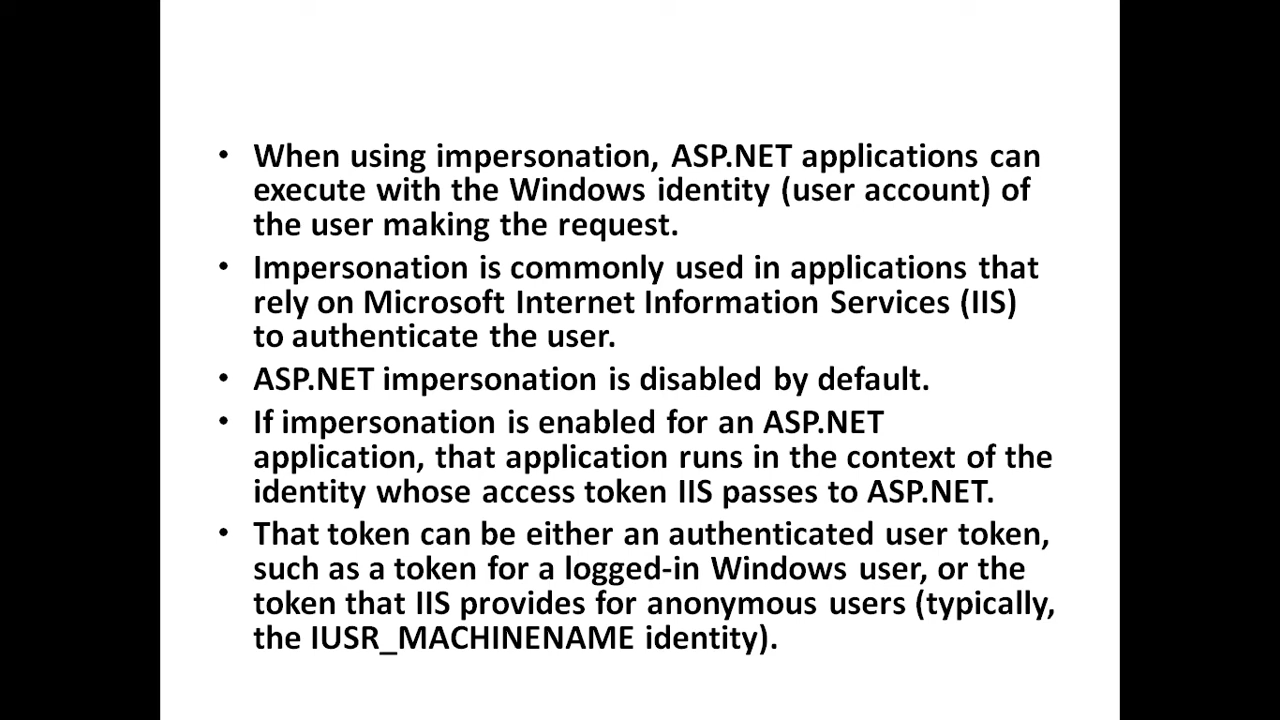 • When using impersonation, ASP.NET applications can
execute with the Windows identity (user account) of
the user making the request.
• Impersonation is commonly used in applications that
rely on Microsoft Internet Information Services (IIS)
to authenticate the user.
• ASP.NET impersonation is disabled by default.
• If impersonation is enabled for an ASP.NET
application, that application runs in the context of the
identity whose access token IIS passes to ASP.NET.
• That token can be either an authenticated user token,
such as a token for a logged-in Windows user, or the
token that IIS provides for anonymous users (typically,
the IUSR_MACHINENAME identity).